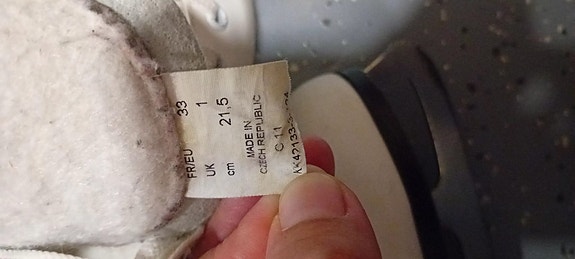 FR/EU 33
UK 1
cm 21,5
MADE IN
CZECH REPUBLIC
C 11